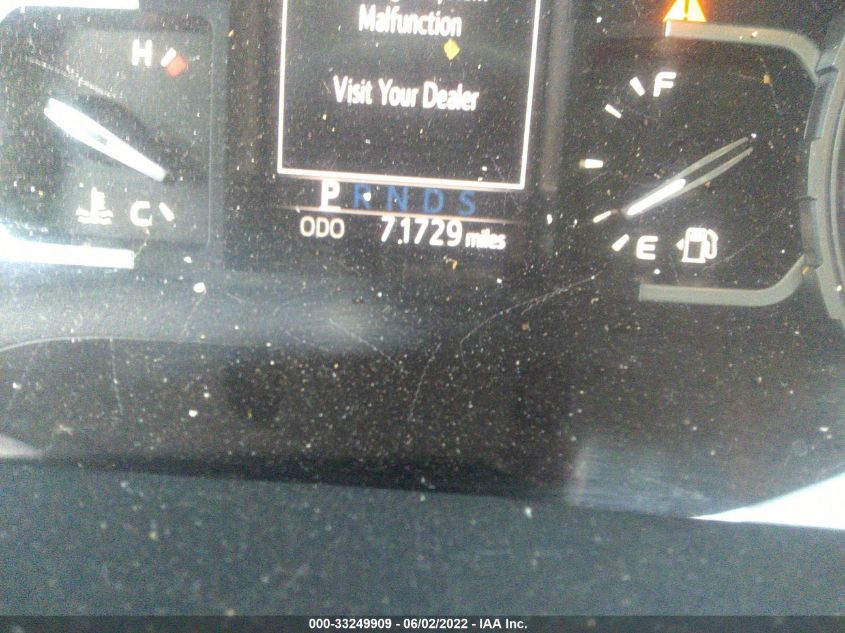 Malfunction
H
F
Visit Your Dealer
P R N D S
C
ODO 71729 miles
E
000-33249909 - 06/02/2022 - IAA Inc.